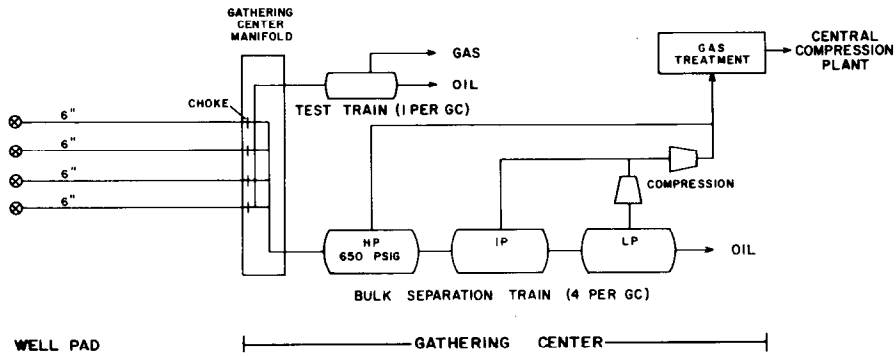 GATHERING
CENTER
MANIFOLD
GAS
OIL
TEST TRAIN (1 PER GC)
GAS
TREATMENT
CENTRAL
COMPRESSION
PLANT
CHOKE
6"
6"
6"
6"
COMPRESSION
HP
650 PSIG
IP
LP
OIL
BULK SEPARATION TRAIN (4 PER GC)
WELL PAD
GATHERING CENTER